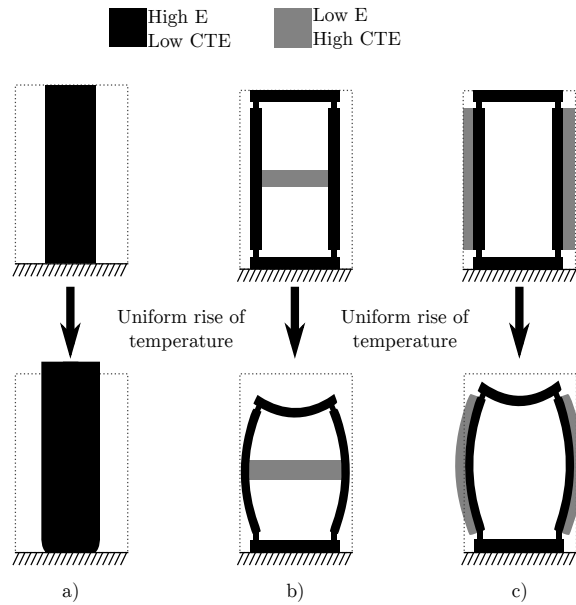 High E
Low CTE
Low E
High CTE
Uniform rise of
temperature
Uniform rise of
temperature
a)
b)
c)